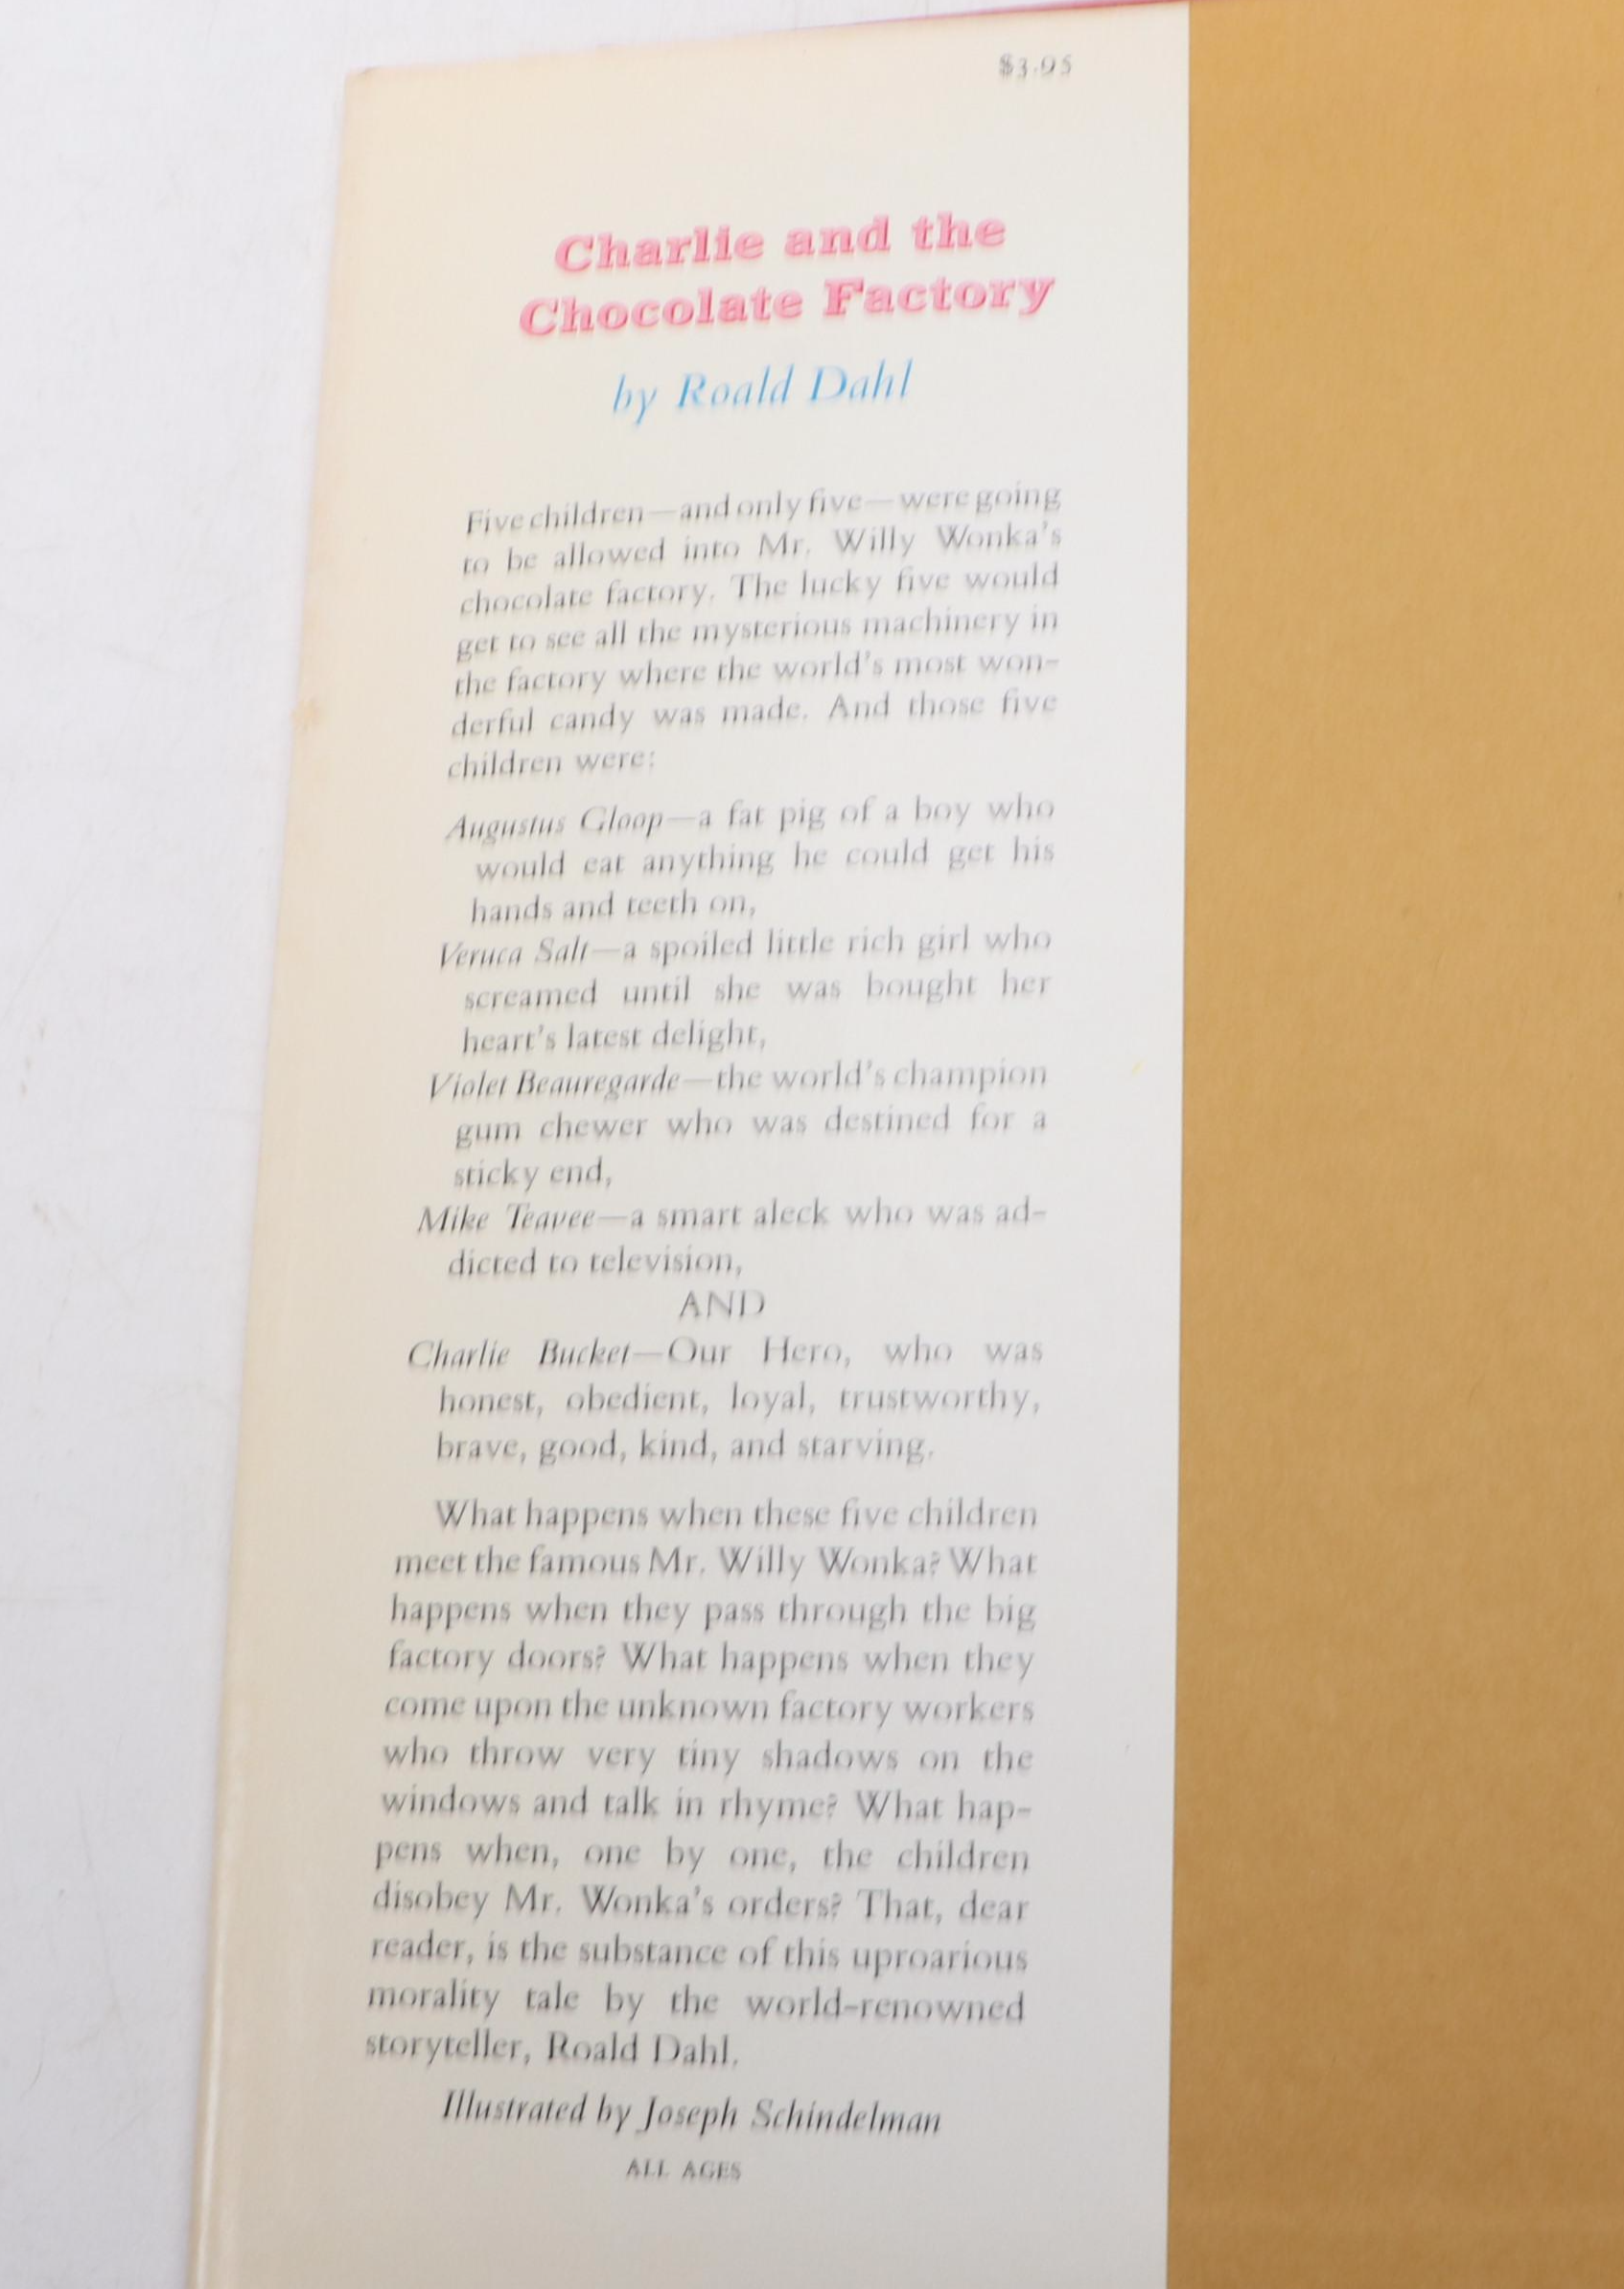 $3.95
Charlie and the
Chocolate Factory
by Roald Dahl
Five children—and only five—were going
to be allowed into Mr. Willy Wonka's
chocolate factory. The lucky five would
get to see all the mysterious machinery in
the factory where the world's most won-
derful candy was made. And those five
children were:
Augustus Gloop—a fat pig of a boy who
would eat anything he could get his
hands and teeth on,
Veruca Salt—a spoiled little rich girl who
screamed until she was bought her
heart's latest delight,
Violet Beauregarde—the world's champion
gum chewer who was destined for a
sticky end,
Mike Teavee—a smart aleck who was ad-
dicted to television,
AND
Charlie Bucket—Our Hero, who was
honest, obedient, loyal, trustworthy,
brave, good, kind, and starving.
What happens when these five children
meet the famous Mr. Willy Wonka? What
happens when they pass through the big
factory doors? What happens when they
come upon the unknown factory workers
who throw very tiny shadows on the
windows and talk in rhyme? What hap-
pens when, one by one, the children
disobey Mr. Wonka's orders? That, dear
reader, is the substance of this uproarious
morality tale by the world-renowned
storyteller, Roald Dahl.
Illustrated by Joseph Schindelman
ALL AGES